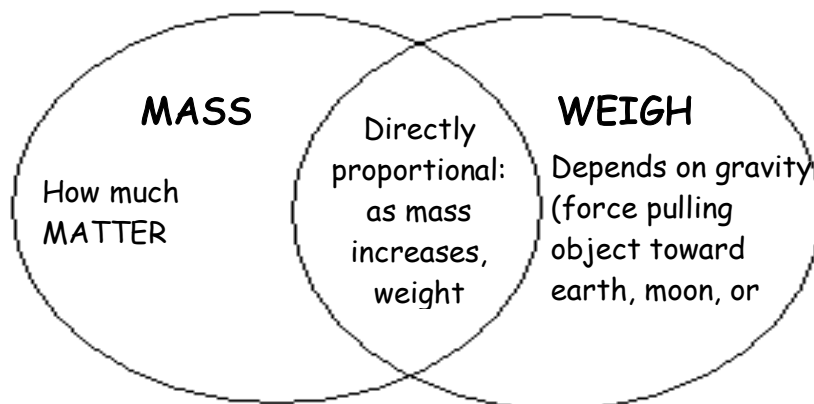 MASS
How much
MATTER
Directly
proportional:
as mass
increases,
weight
WEIGH
Depends on gravity
(force pulling
object toward
earth, moon, or